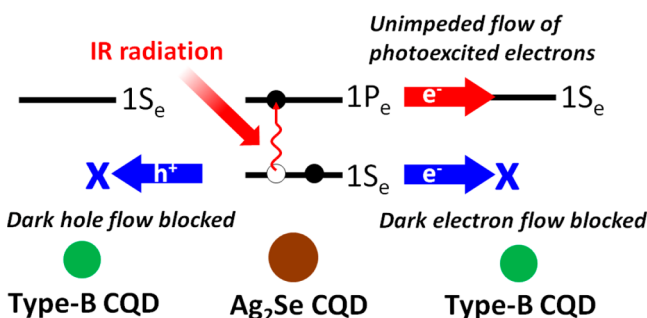 Unimpeded flow of
photoexcited electrons
IR radiation
1Sₑ
1Pₑ
e⁻
1Sₑ
X
h⁺
1Sₑ
e⁻
X
Dark hole flow blocked
Dark electron flow blocked
Type-B CQD
Ag₂Se CQD
Type-B CQD